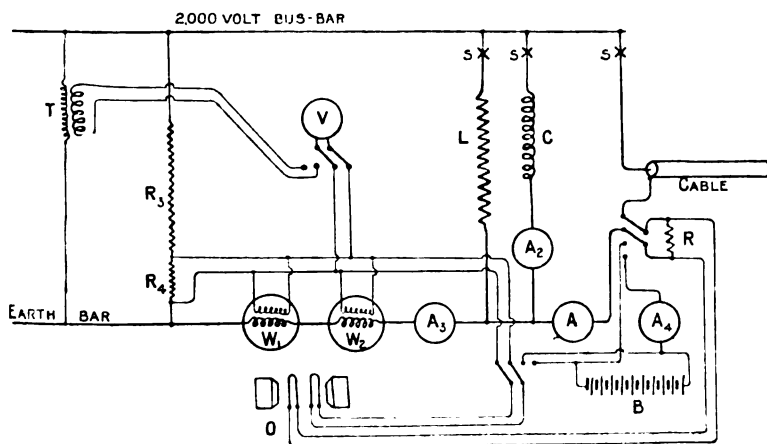 2,000 VOLT BUS-BAR
S S S
T
V
L
C
CABLE
R3
R
A2
R4
EARTH BAR
W1
W2
A3
A
A4
B
O